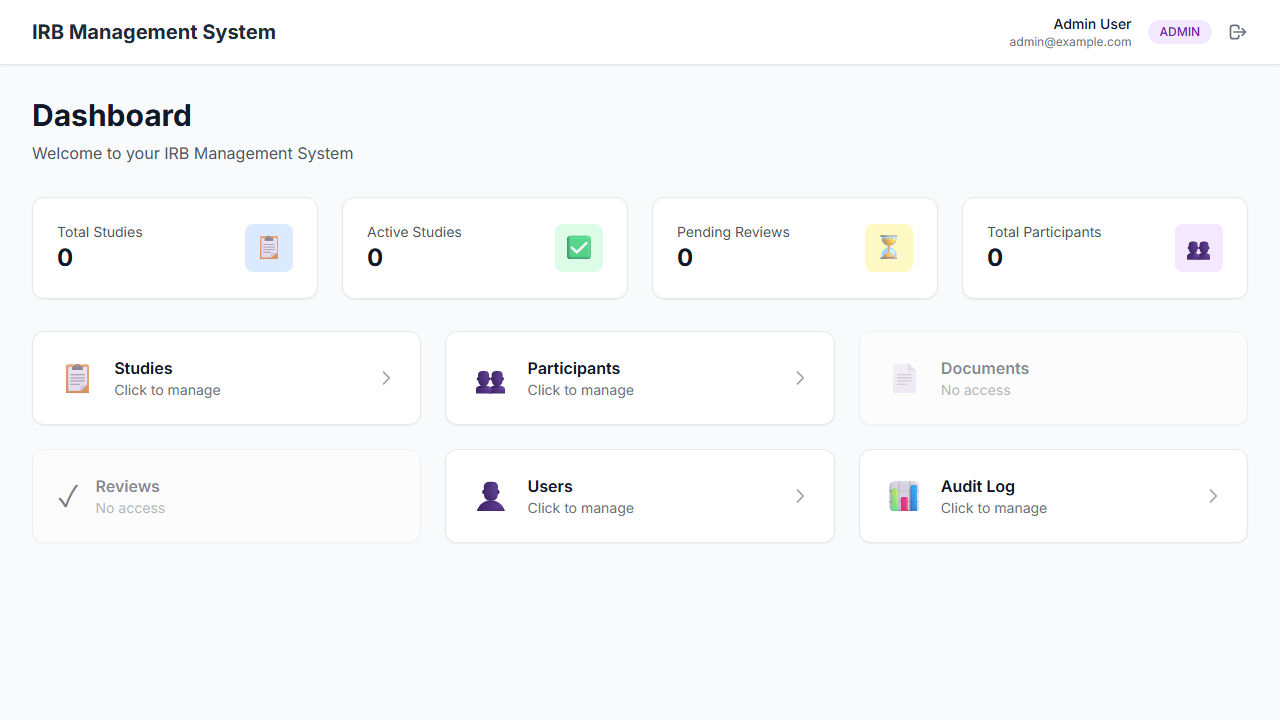 IRB Management System
Admin User
admin@example.com
ADMIN
Dashboard
Welcome to your IRB Management System
Total Studies
0
Active Studies
0
Pending Reviews
0
Total Participants
0
Studies
Click to manage
Participants
Click to manage
Documents
No access
Reviews
No access
Users
Click to manage
Audit Log
Click to manage